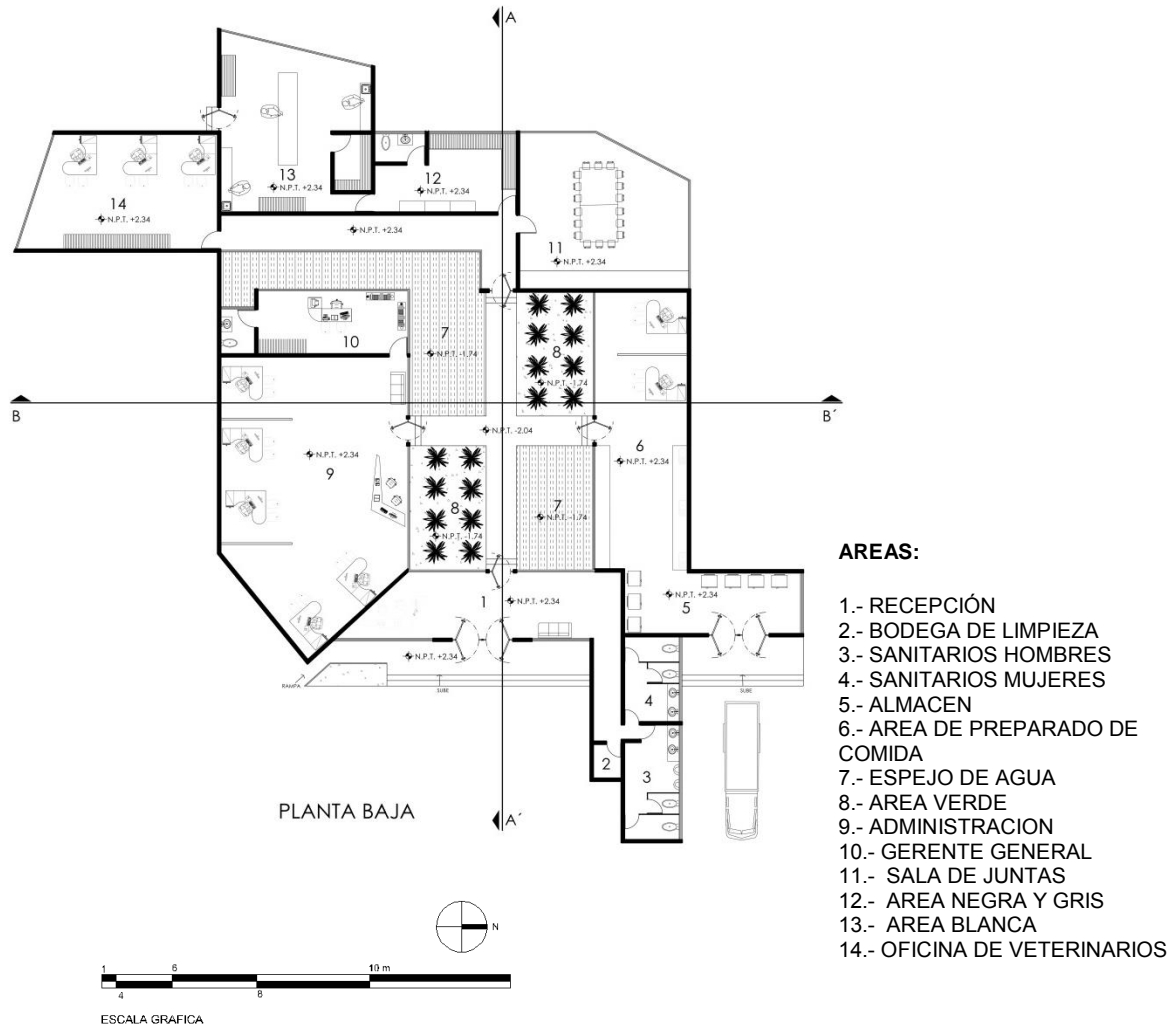 A
13
N.P.T. +2.34
12
N.P.T. +2.34
14
N.P.T. +2.34
N.P.T. +2.34
11
N.P.T. +2.34
10
7
N.P.T. -1.74
8
N.P.T. -1.74
B
B´
N.P.T. -2.04
9
N.P.T. +2.34
6
N.P.T. +2.34
8
N.P.T. -1.74
7
N.P.T. -1.74
1
N.P.T. +2.34
5
N.P.T. +2.34
N.P.T. +2.34
RAMPA
SUBE
SUBE
4
2
3
PLANTA BAJA
A´
N
1 6 10 m
4 8
ESCALA GRAFICA
AREAS:
1.- RECEPCIÓN
2.- BODEGA DE LIMPIEZA
3.- SANITARIOS HOMBRES
4.- SANITARIOS MUJERES
5.- ALMACEN
6.- AREA DE PREPARADO DE
COMIDA
7.- ESPEJO DE AGUA
8.- AREA VERDE
9.- ADMINISTRACION
10.- GERENTE GENERAL
11.- SALA DE JUNTAS
12.- AREA NEGRA Y GRIS
13.- AREA BLANCA
14.- OFICINA DE VETERINARIOS